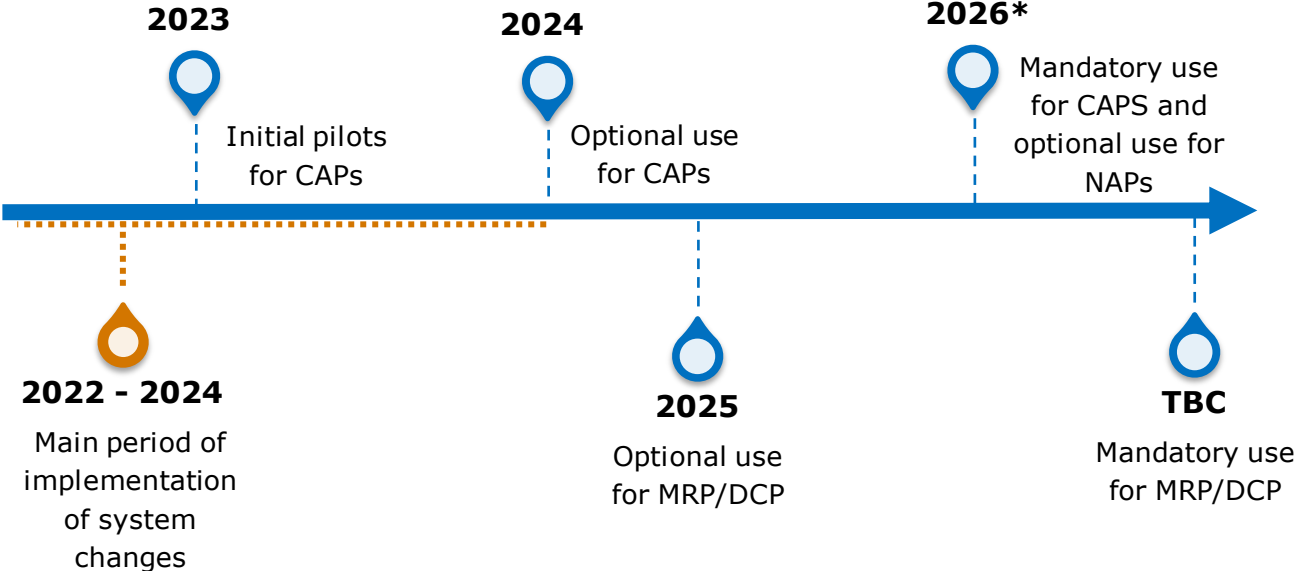 2023
Initial pilots
for CAPs
2024
Optional use
for CAPs
2026*
Mandatory use
for CAPS and
optional use for
NAPs
2022 - 2024
Main period of
implementation
of system
changes
2025
Optional use
for MRP/DCP
TBC
Mandatory use
for MRP/DCP